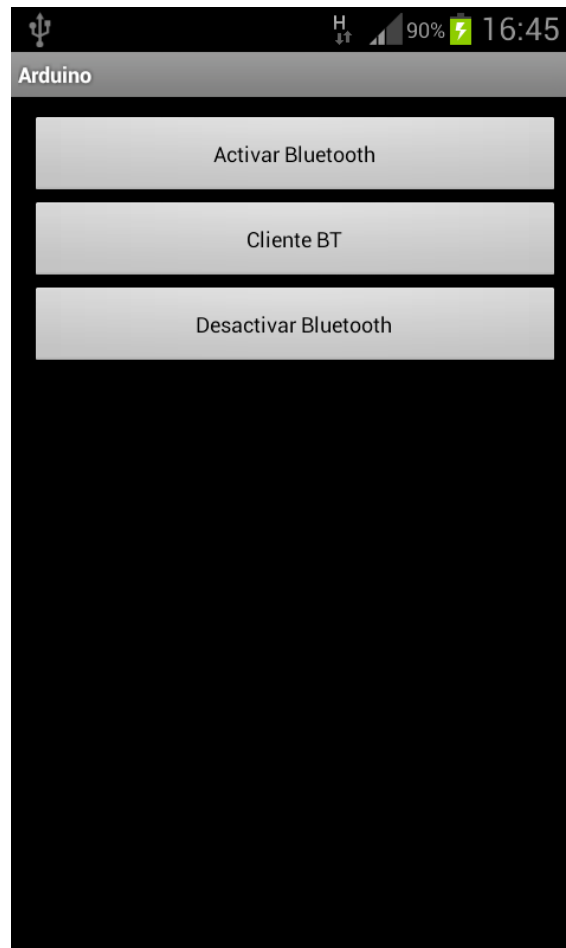 H 90% 16:45
Arduino
Activar Bluetooth
Cliente BT
Desactivar Bluetooth